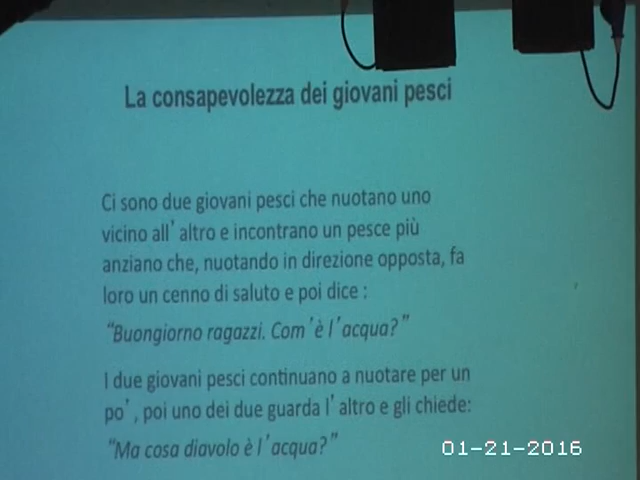 La consapevolezza dei giovani pesci
Ci sono due giovani pesci che nuotano uno
vicino all' altro e incontrano un pesce più
anziano che, nuotando in direzione opposta, fa
loro un cenno di saluto e poi dice :
"Buongiorno ragazzi. Com'è l'acqua?"
I due giovani pesci continuano a nuotare per un
po' , poi uno dei due guarda l' altro e gli chiede:
"Ma cosa diavolo è l'acqua?"
01-21-2016